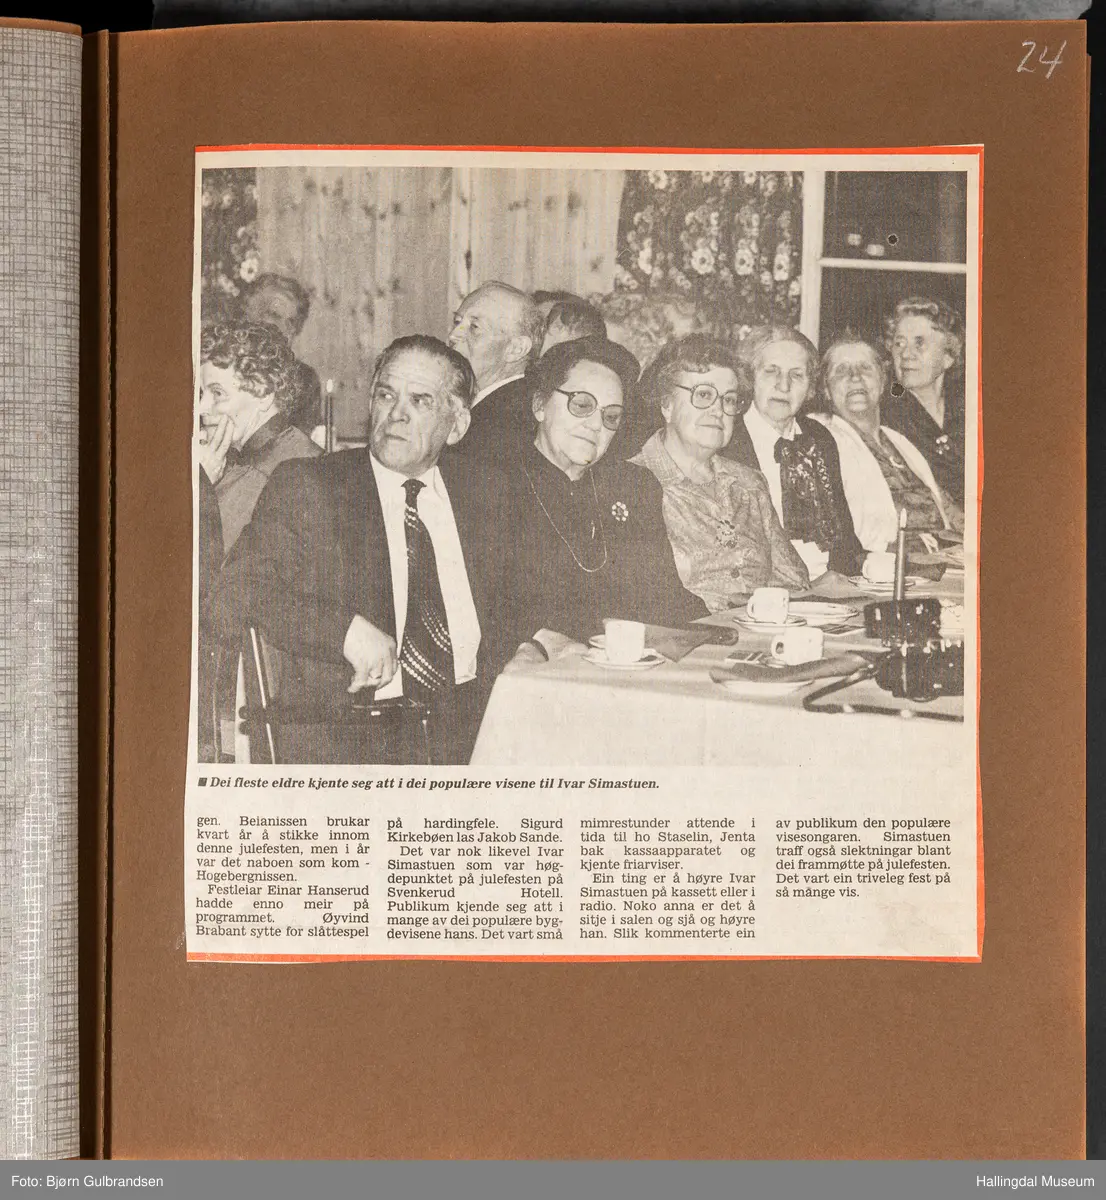 24
■ Dei fleste eldre kjente seg att i dei populære visene til Ivar Simastuen.
gen. Beianissen brukar
kvart år å stikke innom
denne julefesten, men i år
var det naboen som kom -
Hogebergnissen.
Festleiar Einar Hanserud
hadde enno meir på
programmet. Øyvind
Brabant sytte for slåttespel
på hardingfele. Sigurd
Kirkebøen las Jakob Sande.
Det var nok likevel Ivar
Simastuen som var høg-
depunktet på julefesten på
Svenkerud Hotell.
Publikum kjende seg att i
mange av dei populære byg-
devisene hans. Det vart små
mimrestunder attende i
tida til ho Staselin, Jenta
bak kassaapparatet og
kjente friarviser.
Ein ting er å høyre Ivar
Simastuen på kassett eller i
radio. Noko anna er det å
sitje i salen og sjå og høyre
han. Slik kommenterte ein
av publikum den populære
visesongaren. Simastuen
traff også slektningar blant
dei frammøtte på julefesten.
Det vart ein triveleg fest på
så mange vis.
Foto: Bjørn Gulbrandsen
Hallingdal Museum